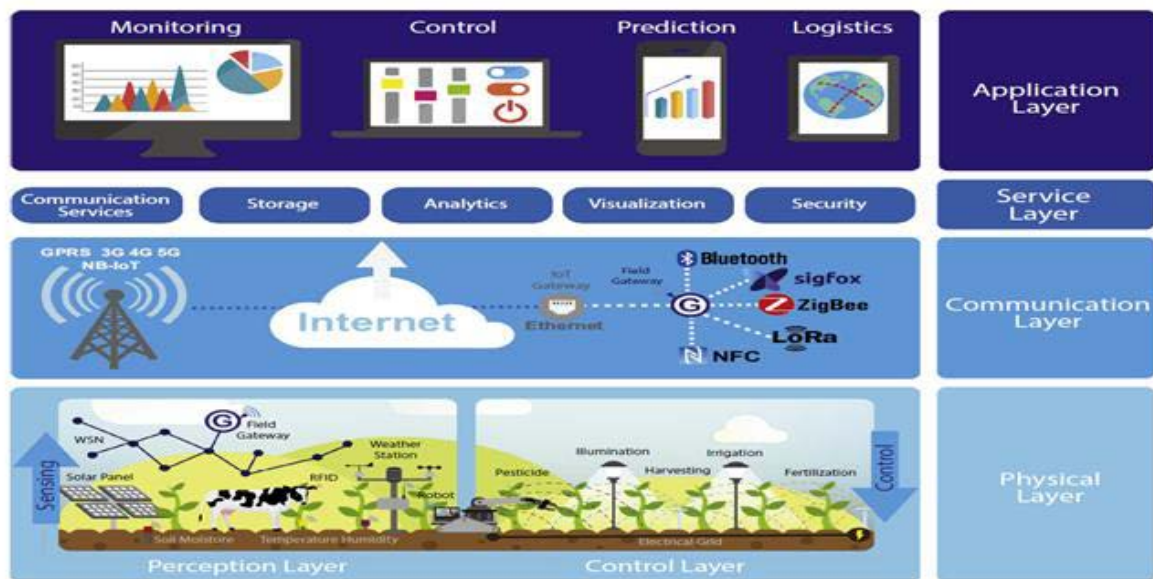 Monitoring
Control
Prediction
Logistics
Application
Layer
Communication
Services
Storage
Analytics
Visualization
Security
Service
Layer
GPRS 3G 4G 5G
NB-IoT
Internet
IoT
Gateway
Ethernet
Field
Gateway
G
Bluetooth
sigfox
ZigBee
LoRa
NFC
Communication
Layer
Sensing
WSN
G
Field
Gateway
Solar Panel
RFID
Weather
Station
Robot
Soil Moisture
Temperature Humidity
Perception Layer
Pesticide
Illumination
Harvesting
Irrigation
Fertilization
Electrical Grid
Control
Control Layer
Physical
Layer